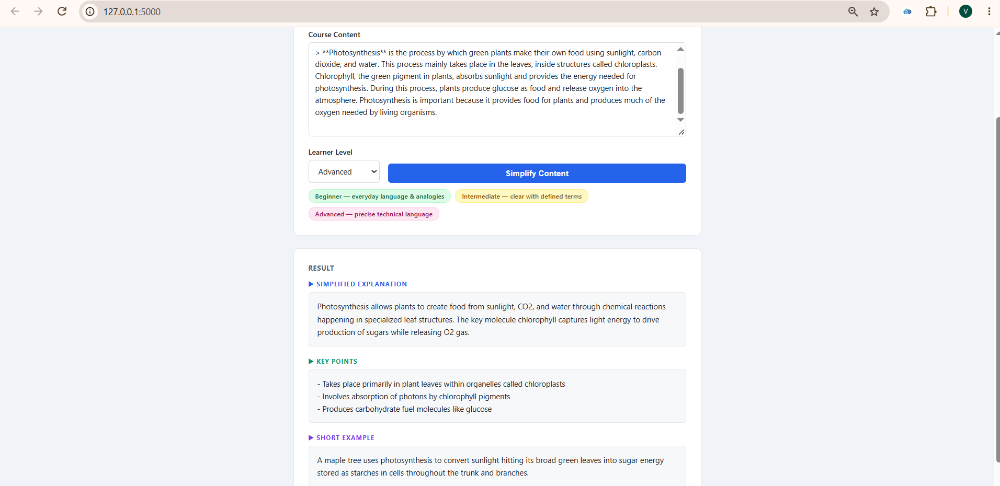 127.0.0.1:5000
V
Course Content
> **Photosynthesis** is the process by which green plants make their own food using sunlight, carbon
dioxide, and water. This process mainly takes place in the leaves, inside structures called chloroplasts.
Chlorophyll, the green pigment in plants, absorbs sunlight and provides the energy needed for
photosynthesis. During this process, plants produce glucose as food and release oxygen into the
atmosphere. Photosynthesis is important because it provides food for plants and produces much of the
oxygen needed by living organisms.
Learner Level
Advanced
Simplify Content
Beginner — everyday language & analogies
Intermediate — clear with defined terms
Advanced — precise technical language
RESULT
▶ SIMPLIFIED EXPLANATION
Photosynthesis allows plants to create food from sunlight, CO2, and water through chemical reactions
happening in specialized leaf structures. The key molecule chlorophyll captures light energy to drive
production of sugars while releasing O2 gas.
▶ KEY POINTS
- Takes place primarily in plant leaves within organelles called chloroplasts
- Involves absorption of photons by chlorophyll pigments
- Produces carbohydrate fuel molecules like glucose
▶ SHORT EXAMPLE
A maple tree uses photosynthesis to convert sunlight hitting its broad green leaves into sugar energy
stored as starches in cells throughout the trunk and branches.